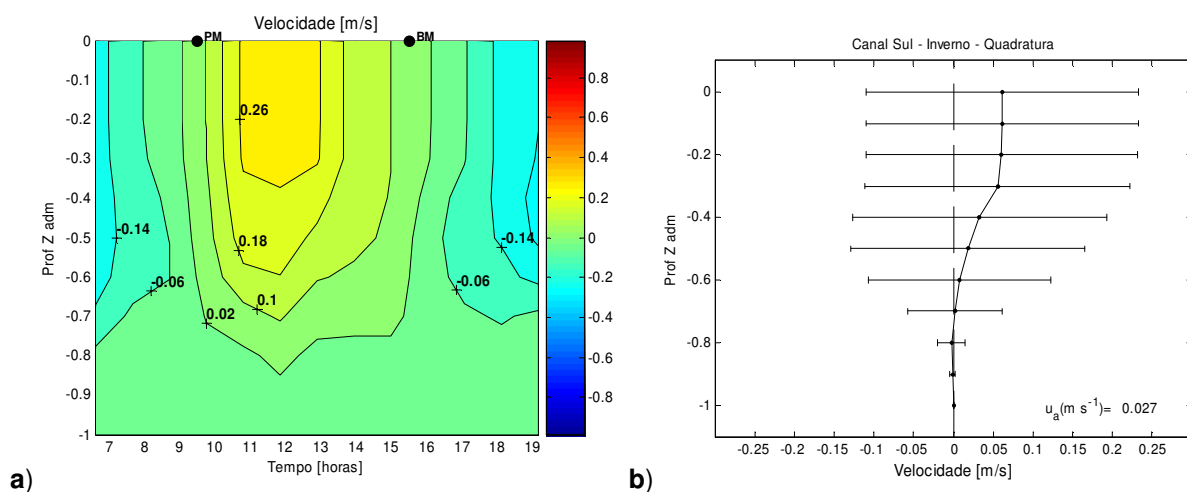 Velocidade [m/s]
PM
BM
0
-0.1
-0.2
-0.3
-0.4
-0.5
-0.6
-0.7
-0.8
-0.9
-1
Prof Z adm
0.26
-0.14
0.18
-0.14
-0.06
-0.06
0.1
0.02
7 8 9 10 11 12 13 14 15 16 17 18 19
Tempo [horas]
0.8
0.6
0.4
0.2
0
-0.2
-0.4
-0.6
-0.8
a)
Canal Sul - Inverno - Quadratura
0
-0.2
-0.4
-0.6
-0.8
-1
Prof Z adm
u_a(m s^-1)= 0.027
-0.25 -0.2 -0.15 -0.1 -0.05 0 0.05 0.1 0.15 0.2 0.25
Velocidade [m/s]
b)